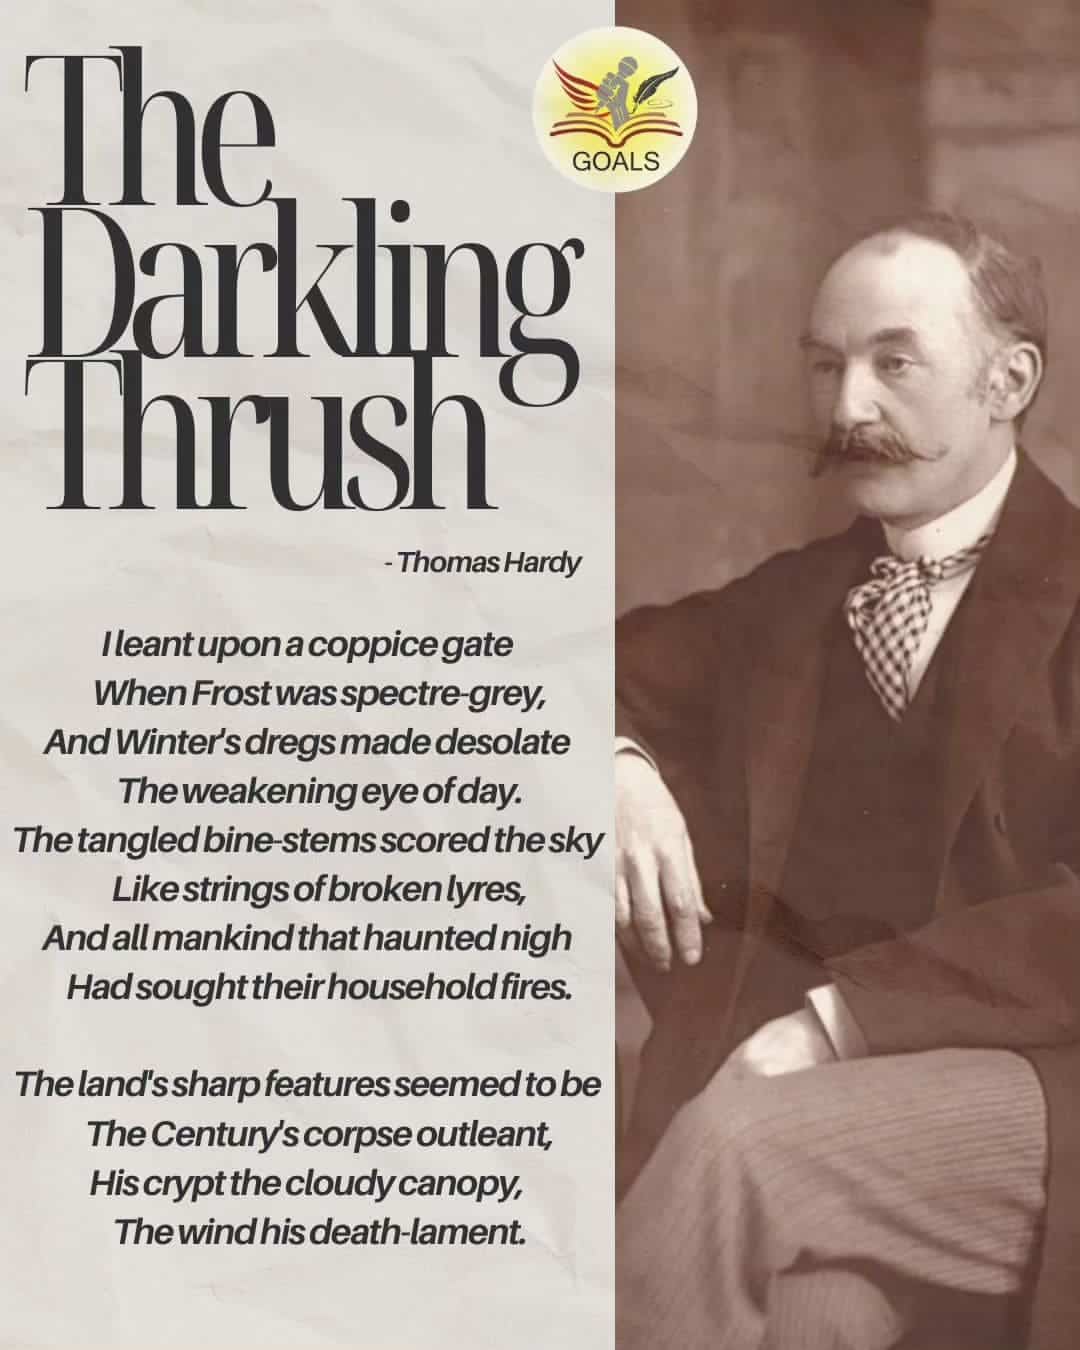 The
Darkling
Thrush
GOALS
- Thomas Hardy
I leant upon a coppice gate
When Frost was spectre-grey,
And Winter's dregs made desolate
The weakening eye of day.
The tangled bine-stems scored the sky
Like strings of broken lyres,
And all mankind that haunted nigh
Had sought their household fires.
The land's sharp features seemed to be
The Century's corpse outleant,
His crypt the cloudy canopy,
The wind his death-lament.